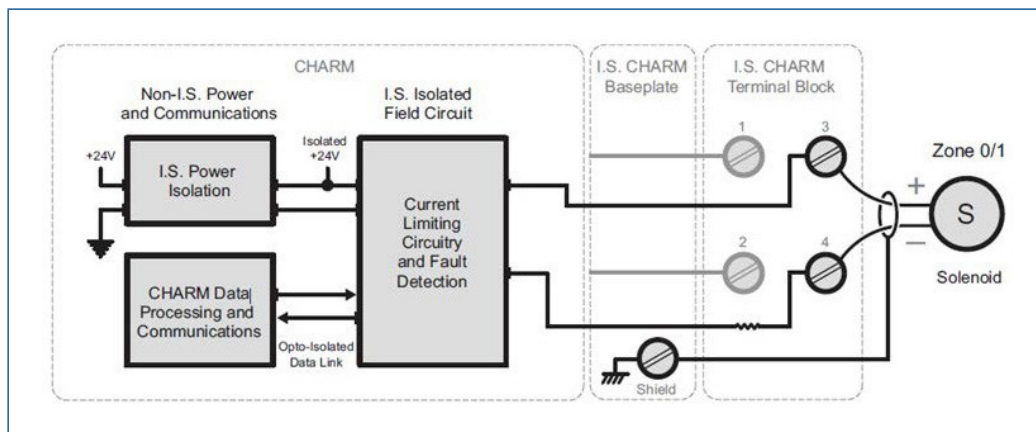 CHARM
I.S. CHARM
Baseplate
I.S. CHARM
Terminal Block
Non-I.S. Power
and Communications
I.S. Isolated
Field Circuit
+24V
I.S. Power
Isolation
Isolated
+24V
Current
Limiting
Circuitry
and Fault
Detection
CHARM Data
Processing and
Communications
Opto-Isolated
Data Link
1
3
2
4
Shield
Zone 0/1
+
S
–
Solenoid